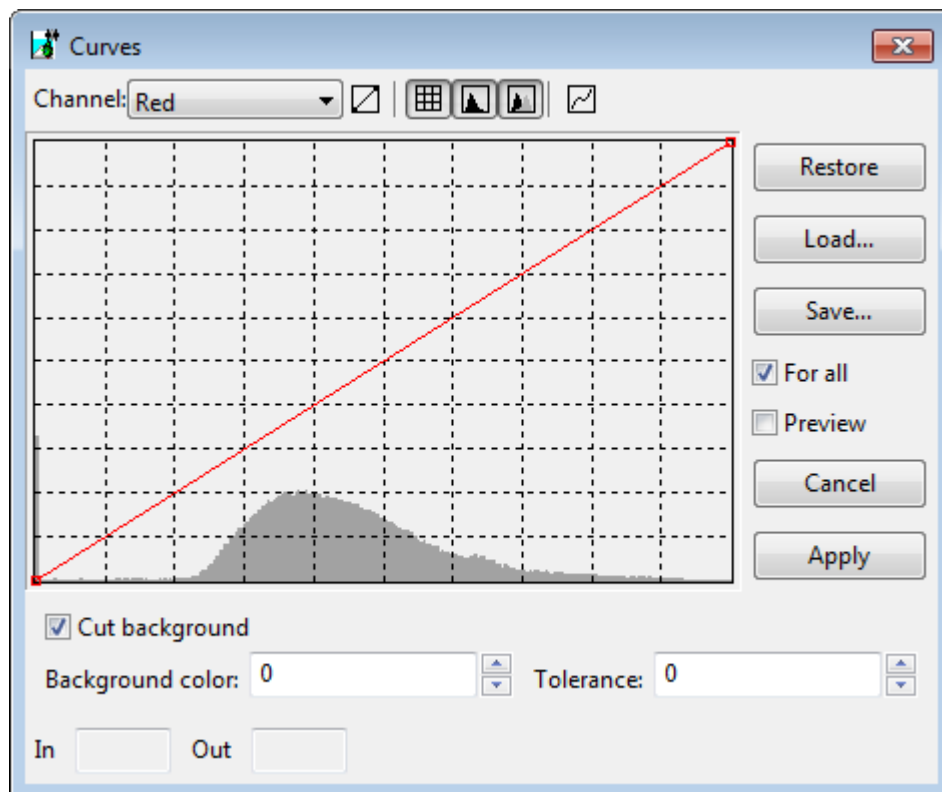 Curves
Channel: Red
Restore
Load...
Save...
For all
Preview
Cancel
Apply
Cut background
Background color: 0 Tolerance: 0
In Out